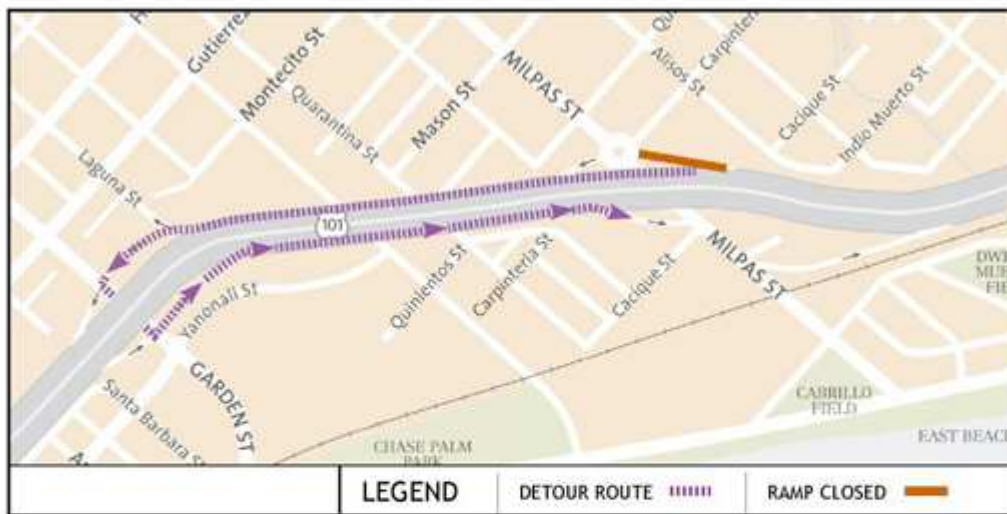 Gutierrez
Montecito St
Quarantina St
Mason St
MILPAS ST
Alisos St
Carpinteri
Cacique St
Indio Muerto St
Laguna St
101
Yanonali St
Quinientos St
Carpinteria St
Cacique St
MILPAS ST
GARDEN ST
Santa Barbara St
CHASE PALM
PARK
CABRILLO
FIELD
EAST BEAC
LEGEND
DETOUR ROUTE
RAMP CLOSED